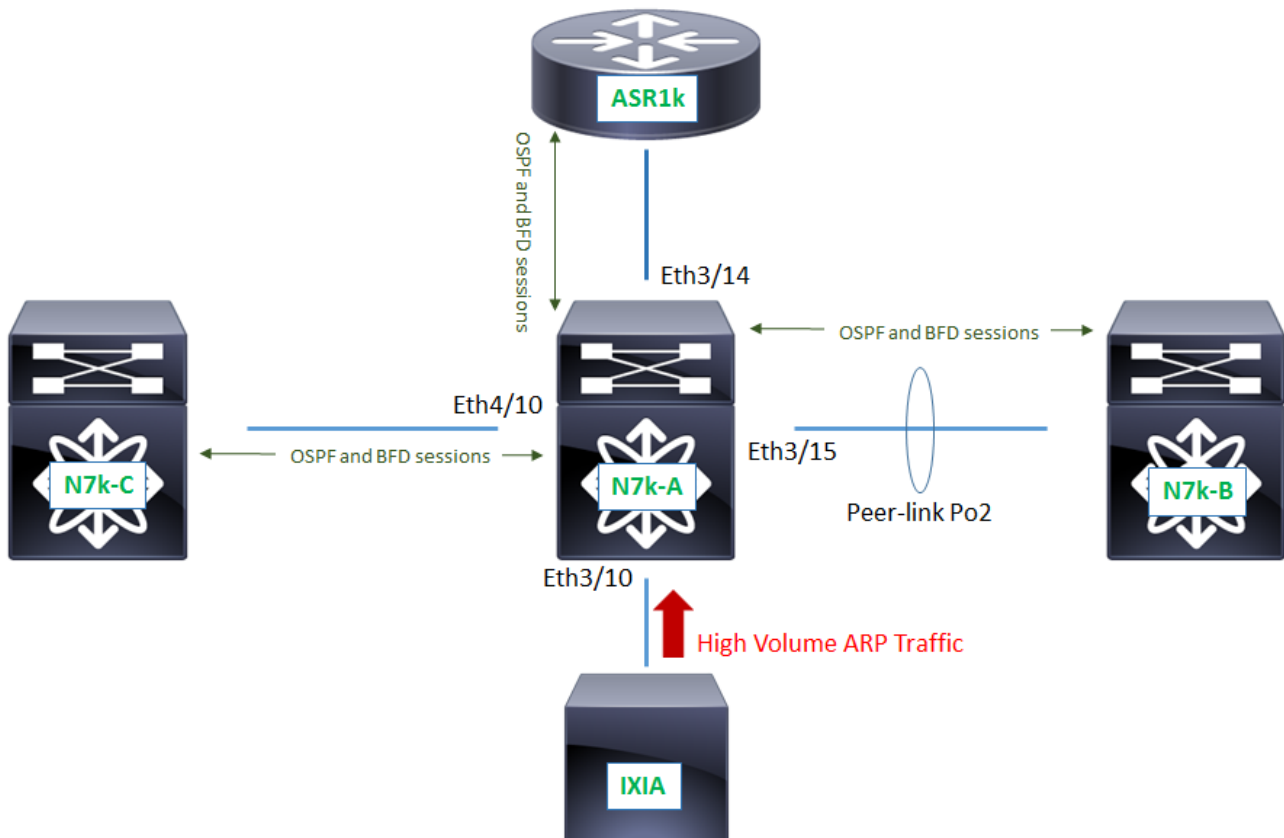 ASR1k
OSPF and BFD sessions
Eth3/14
OSPF and BFD sessions
Eth4/10
N7k-C
OSPF and BFD sessions
N7k-A
Eth3/15
N7k-B
Peer-link Po2
Eth3/10
High Volume ARP Traffic
IXIA